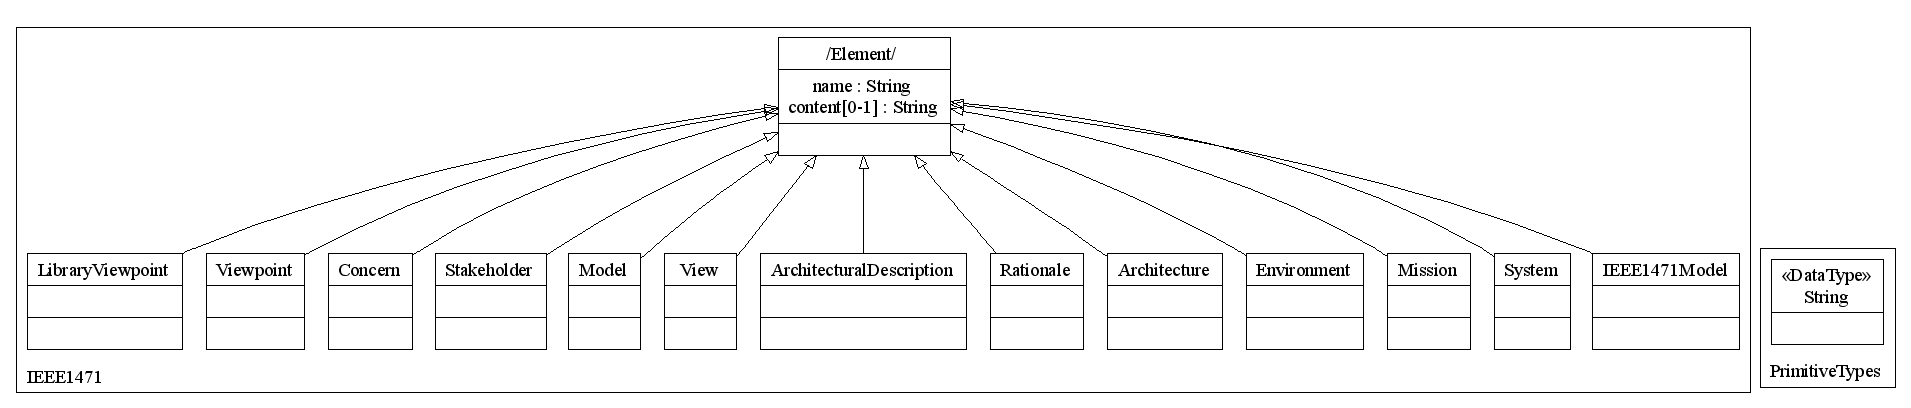 /Element/
name : String
content[0-1] : String
LibraryViewpoint
Viewpoint
Concern
Stakeholder
Model
View
ArchitecturalDescription
Rationale
Architecture
Environment
Mission
System
IEEE1471Model
IEEE1471
«DataType»
String
PrimitiveTypes